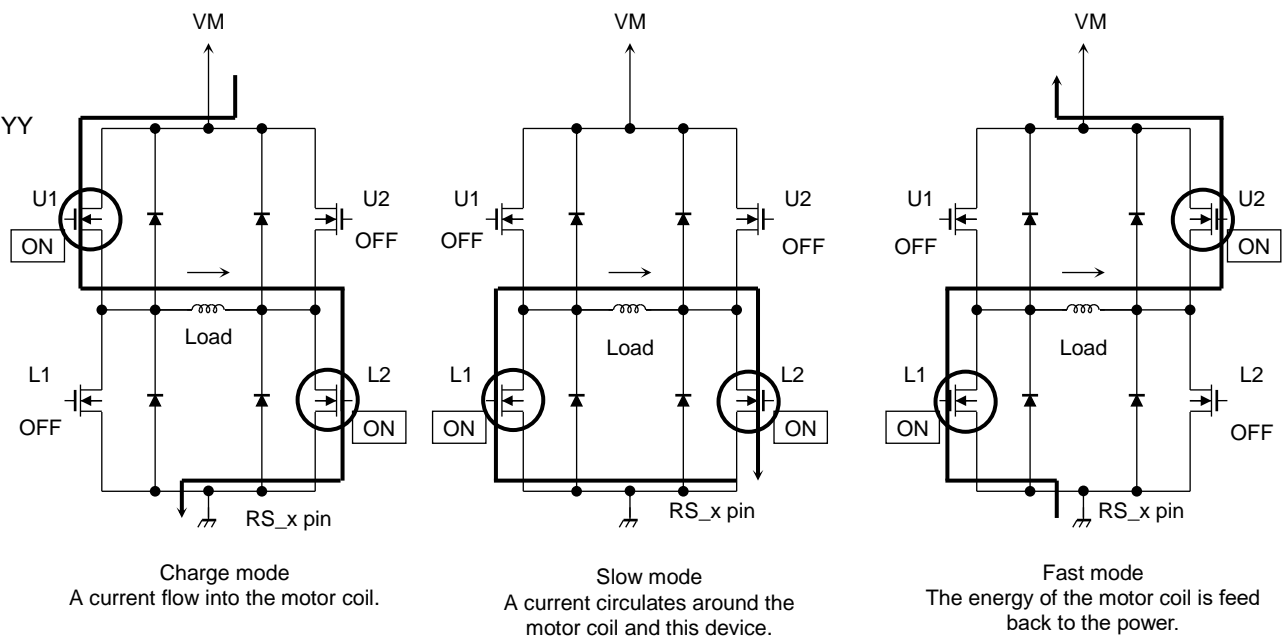 VM
YY
U1
ON
U2
OFF
Load
L1
OFF
L2
ON
RS_x pin
Charge mode
A current flow into the motor coil.
VM
U1
OFF
U2
OFF
Load
L1
ON
L2
ON
RS_x pin
Slow mode
A current circulates around the
motor coil and this device.
VM
U1
OFF
U2
ON
Load
L1
ON
L2
OFF
RS_x pin
Fast mode
The energy of the motor coil is feed
back to the power.